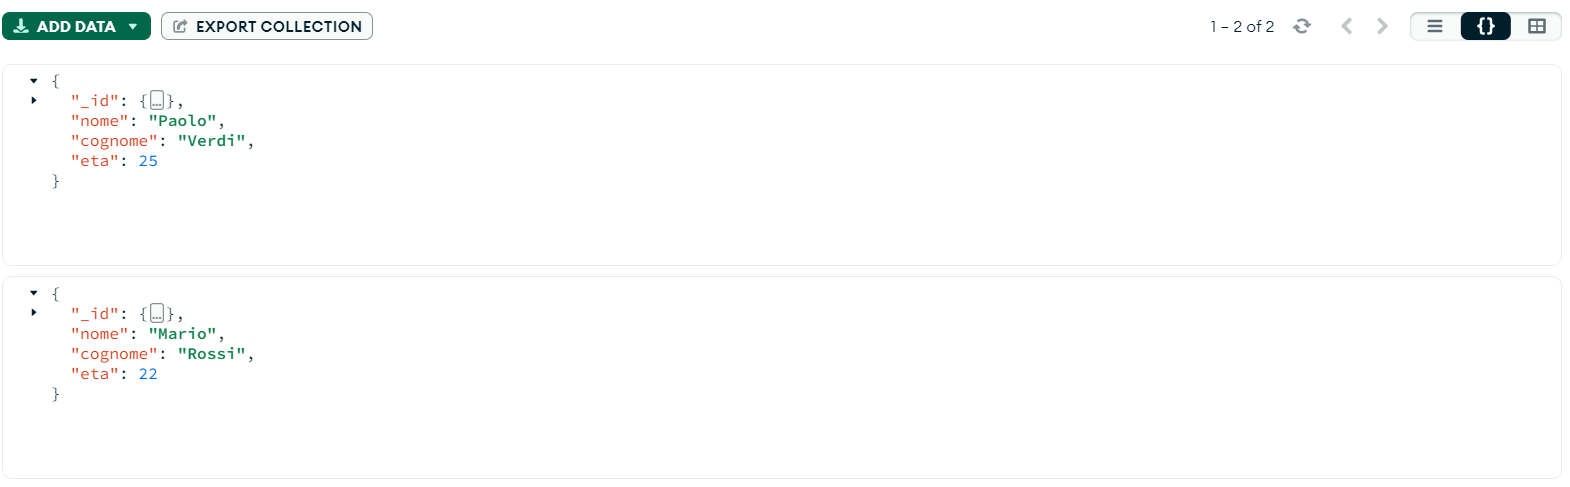 ADD DATA EXPORT COLLECTION 1 – 2 of 2 {}
{
"_id": {…},
"nome": "Paolo",
"cognome": "Verdi",
"eta": 25
}
{
"_id": {…},
"nome": "Mario",
"cognome": "Rossi",
"eta": 22
}